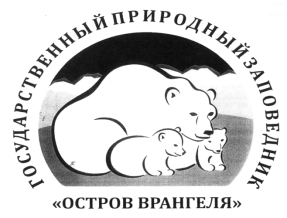 ГОСУДАРСТВЕННЫЙ ПРИРОДНЫЙ ЗАПОВЕДНИК
«ОСТРОВ ВРАНГЕЛЯ»